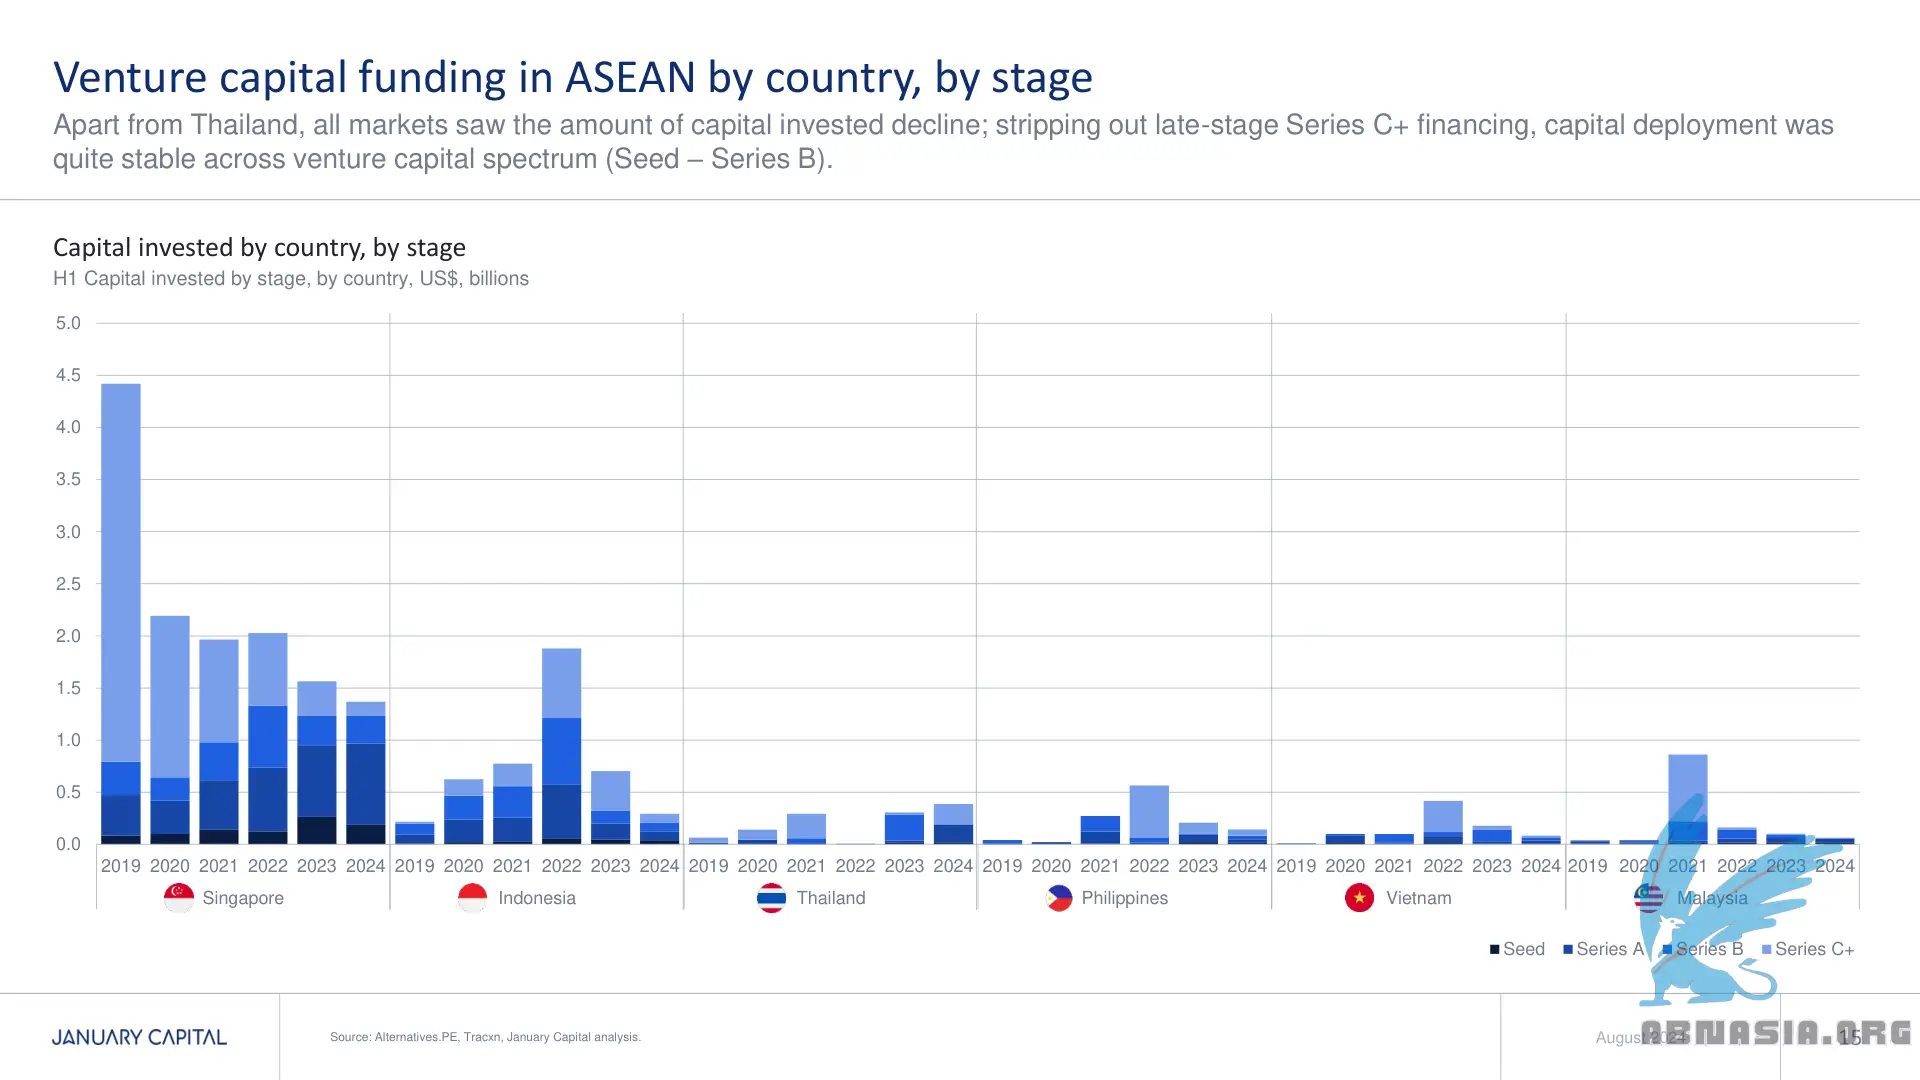 Venture capital funding in ASEAN by country, by stage
Apart from Thailand, all markets saw the amount of capital invested decline; stripping out late-stage Series C+ financing, capital deployment was
quite stable across venture capital spectrum (Seed – Series B).
Capital invested by country, by stage
H1 Capital invested by stage, by country, US$, billions
5.0
4.5
4.0
3.5
3.0
2.5
2.0
1.5
1.0
0.5
0.0
2019 2020 2021 2022 2023 2024 2019 2020 2021 2022 2023 2024 2019 2020 2021 2022 2023 2024 2019 2020 2021 2022 2023 2024 2019 2020 2021 2022 2023 2024 2019 2020 2021 2022 2023 2024
Singapore Indonesia Thailand Philippines Vietnam Malaysia
Seed Series A Series B Series C+
JANUARY CAPITAL
Source: Alternatives.PE, Tracxn, January Capital analysis.
August 2024
15
ABNASIA.ORG